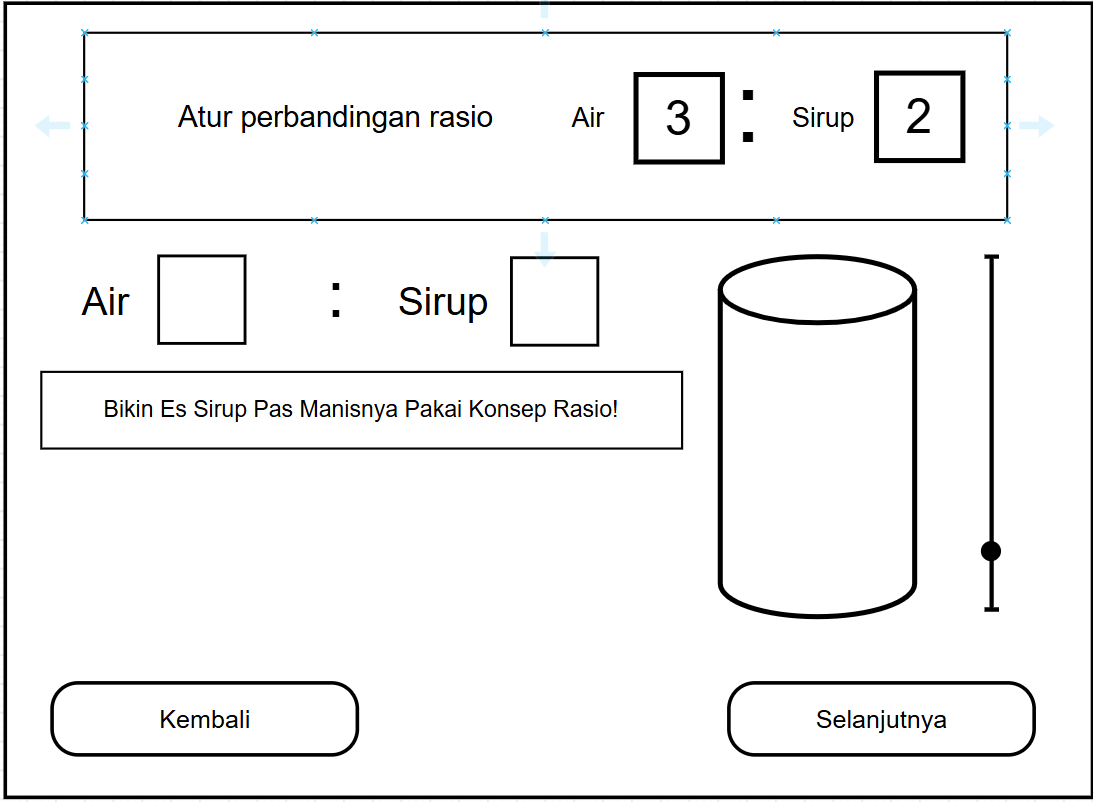 Atur perbandingan rasio Air 3 : Sirup 2
Air : Sirup
Bikin Es Sirup Pas Manisnya Pakai Konsep Rasio!
Kembali Selanjutnya